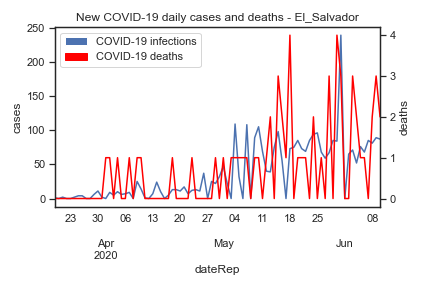 New COVID-19 daily cases and deaths - El_Salvador
COVID-19 infections
COVID-19 deaths
250
200
150
100
50
0
cases
4
3
2
1
0
deaths
23 30 06 13 20 27 04 11 18 25 08
Apr May Jun
2020
dateRep